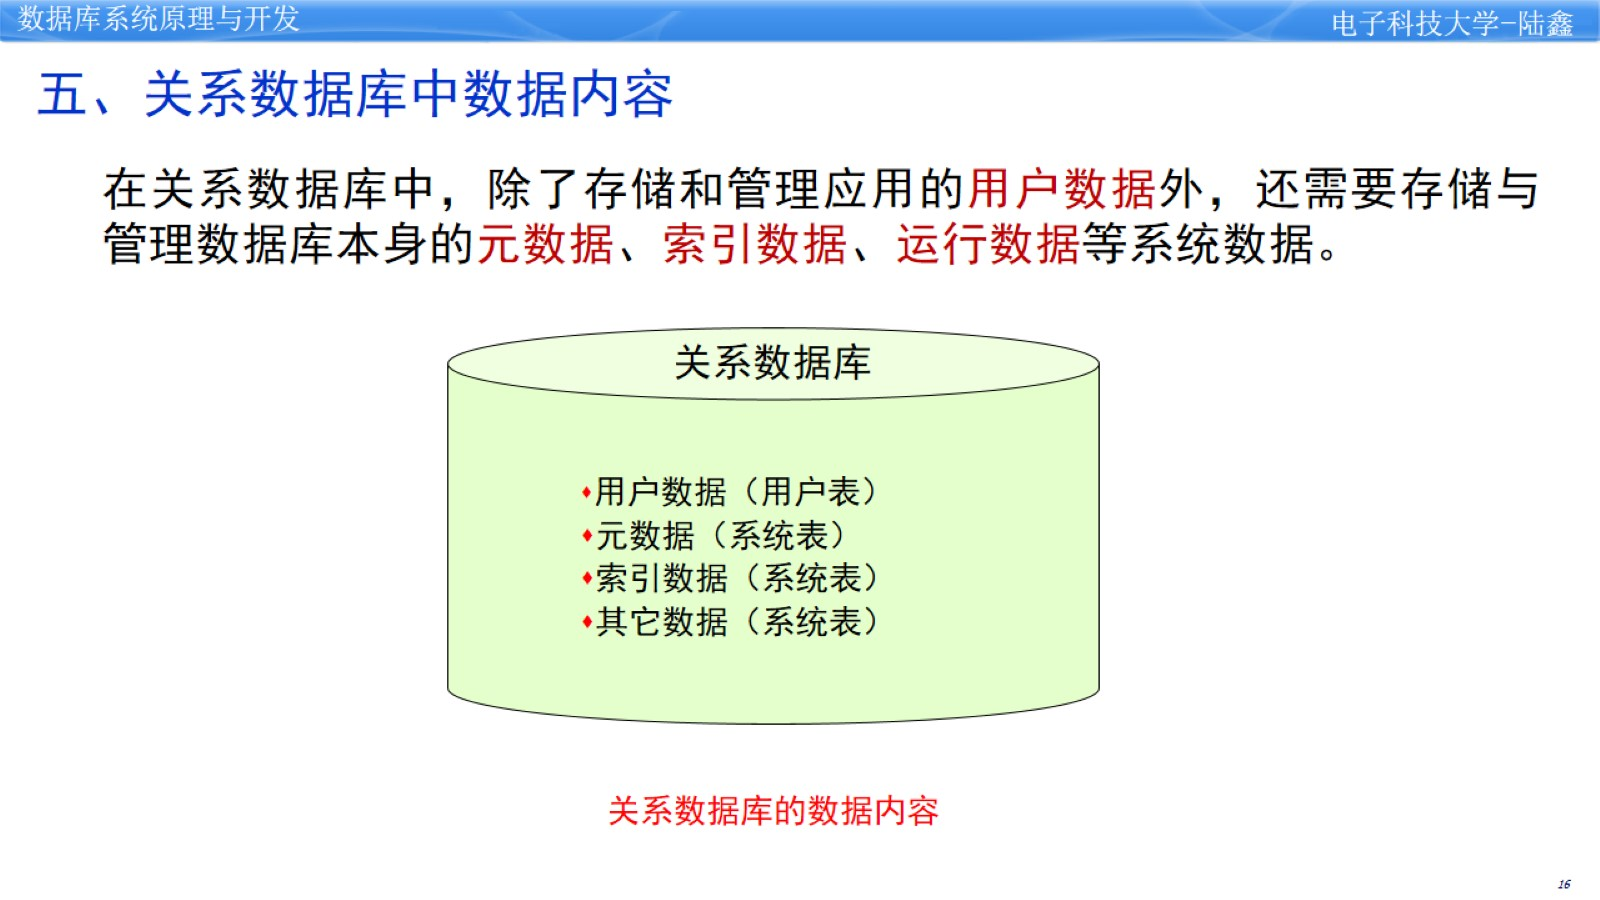 数据库系统原理与开发
电子科技大学-陆鑫
五、关系数据库中数据内容
在关系数据库中，除了存储和管理应用的用户数据外，还需要存储与
管理数据库本身的元数据、索引数据、运行数据等系统数据。
关系数据库
♦用户数据（用户表）
♦元数据（系统表）
♦索引数据（系统表）
♦其它数据（系统表）
关系数据库的数据内容
16